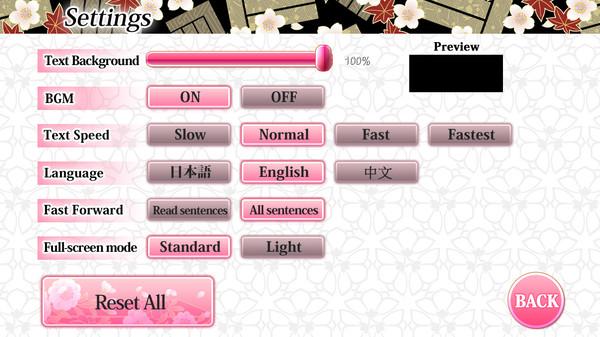 Settings
Text Background 100% Preview
BGM ON OFF
Text Speed Slow Normal Fast Fastest
Language 日本語 English 中文
Fast Forward Read sentences All sentences
Full-screen mode Standard Light
Reset All BACK